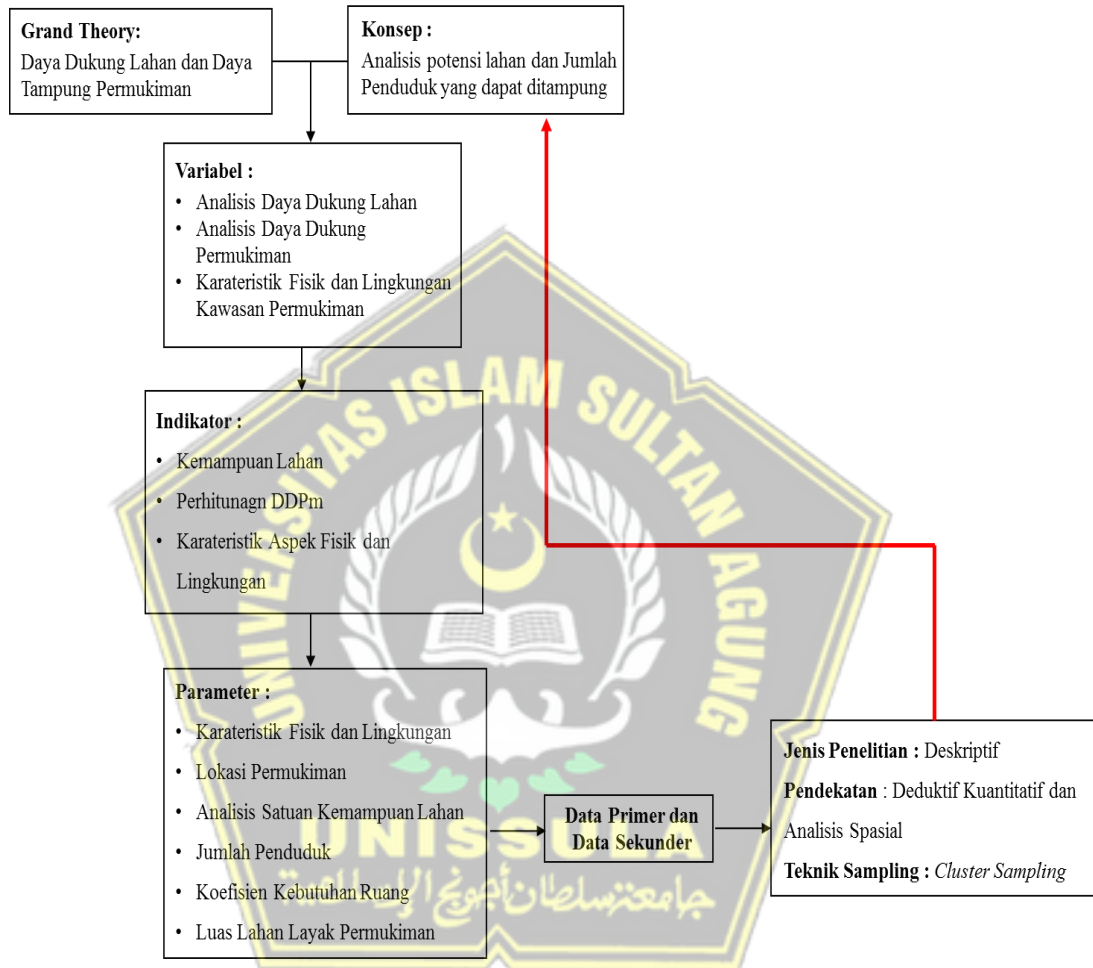 Grand Theory:
Daya Dukung Lahan dan Daya
Tampung Permukiman
Konsep :
Analisis potensi lahan dan Jumlah
Penduduk yang dapat ditampung
Variabel :
• Analisis Daya Dukung Lahan
• Analisis Daya Dukung
Permukiman
• Karateristik Fisik dan Lingkungan
Kawasan Permukiman
Indikator :
• Kemampuan Lahan
• Perhitunagn DDPm
• Karateristik Aspek Fisik dan
Lingkungan
Parameter :
• Karateristik Fisik dan Lingkungan
• Lokasi Permukiman
• Analisis Satuan Kemampuan Lahan
• Jumlah Penduduk
• Koefisien Kebutuhan Ruang
• Luas Lahan Layak Permukiman
Data Primer dan
Data Sekunder
Jenis Penelitian : Deskriptif
Pendekatan : Deduktif Kuantitatif dan
Analisis Spasial
Teknik Sampling : Cluster Sampling
UNIVERSITAS ISLAM SULTAN AGUNG
UNISSULA
جامعنسلطان أجونج الإسلامية